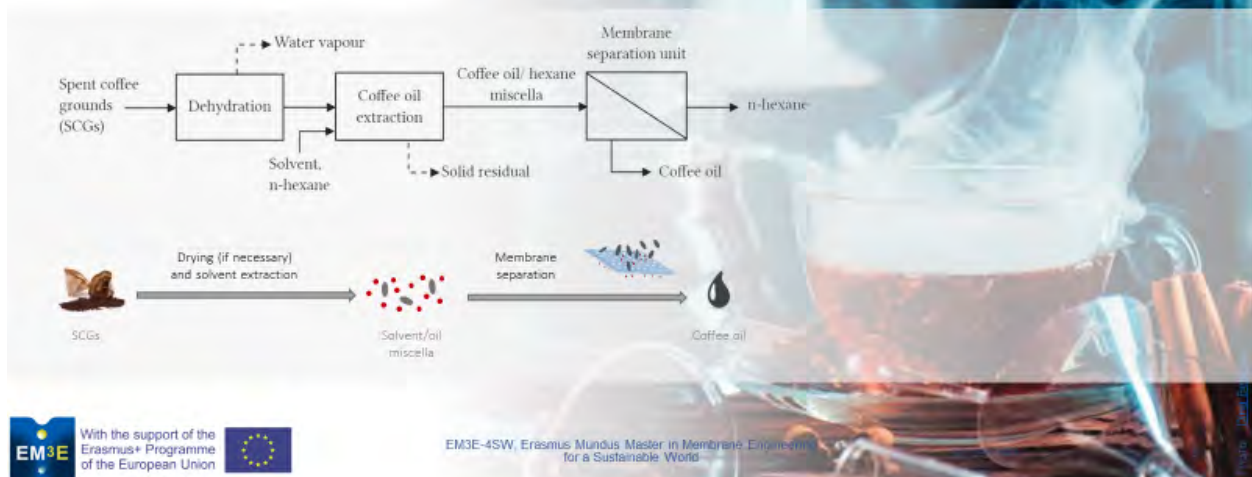 Water vapour
Membrane
separation unit
Spent coffee
grounds
(SCGs)
Dehydration
Coffee oil
extraction
Coffee oil/ hexane
miscella
n-hexane
Solvent,
n-hexane
Solid residual
Coffee oil
Drying (if necessary)
and solvent extraction
Membrane
separation
SCGs
Solvent/oil
miscella
Coffee oil
EM3E
With the support of the
Erasmus+ Programme
of the European Union
EM3E-4SW, Erasmus Mundus Master in Membrane Engineering
for a Sustainable World